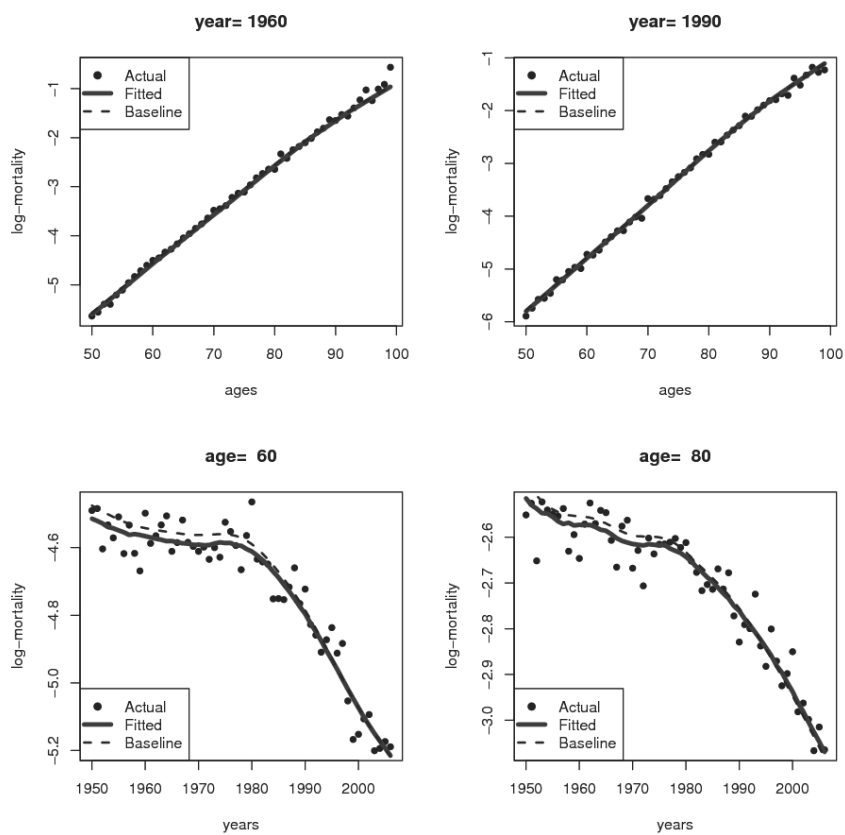 year= 1960
log−mortality
−1
−2
−3
−4
−5
Actual
Fitted
Baseline
50 60 70 80 90 100
ages
year= 1990
log−mortality
−1
−2
−3
−4
−5
−6
Actual
Fitted
Baseline
50 60 70 80 90 100
ages
age= 60
log−mortality
−4.6
−4.8
−5.0
−5.2
Actual
Fitted
Baseline
1950 1960 1970 1980 1990 2000
years
age= 80
log−mortality
−2.6
−2.7
−2.8
−2.9
−3.0
Actual
Fitted
Baseline
1950 1960 1970 1980 1990 2000
years